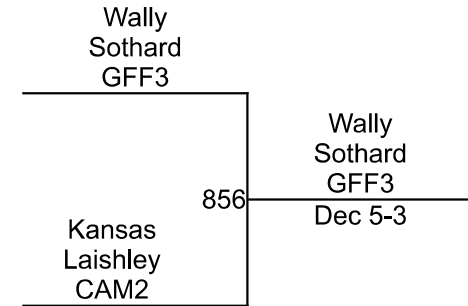 Wally
Sothard
GFF3
856
Kansas
Laishley
CAM2
Wally
Sothard
GFF3
Dec 5-3